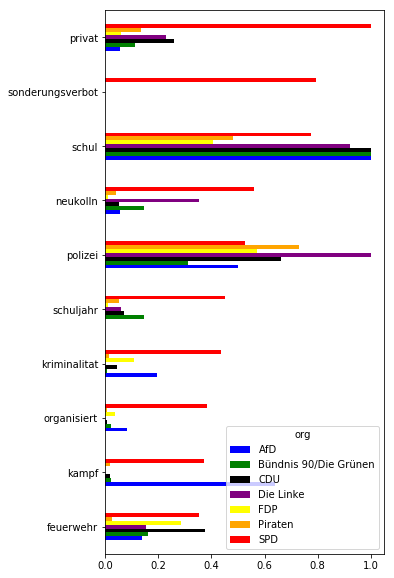 privat
sonderungsverbot
schul
neukolln
polizei
schuljahr
kriminalitat
organisiert
kampf
feuerwehr
org
AfD
Bündnis 90/Die Grünen
CDU
Die Linke
FDP
Piraten
SPD
0.0 0.2 0.4 0.6 0.8 1.0